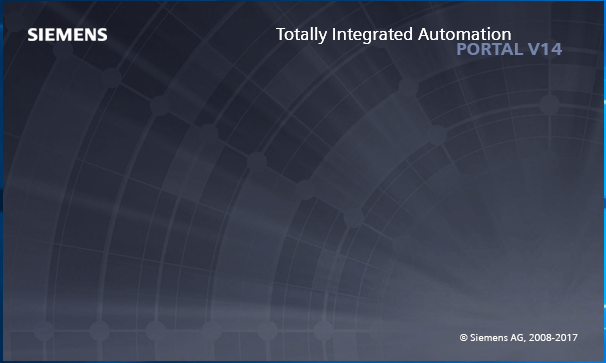 SIEMENS
Totally Integrated Automation
PORTAL V14
© Siemens AG, 2008-2017